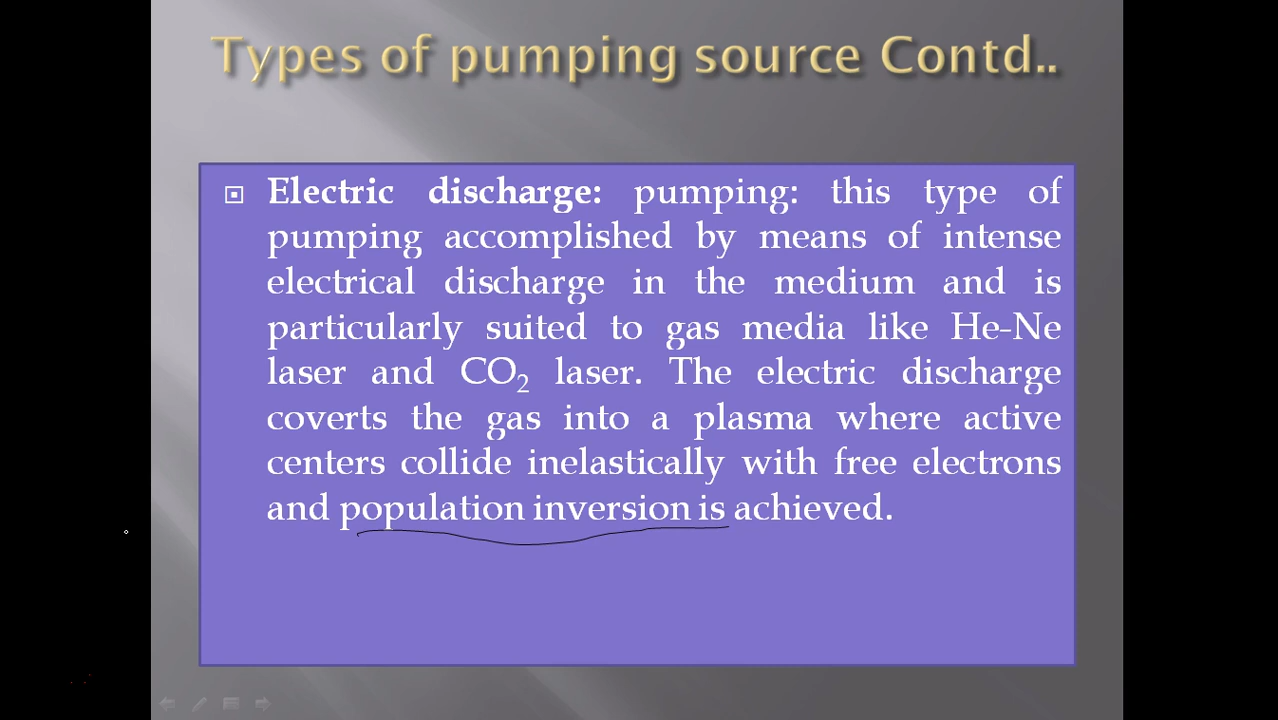 Types of pumping source Contd..
Electric discharge: pumping: this type of
pumping accomplished by means of intense
electrical discharge in the medium and is
particularly suited to gas media like He-Ne
laser and CO₂ laser. The electric discharge
coverts the gas into a plasma where active
centers collide inelastically with free electrons
and population inversion is achieved.